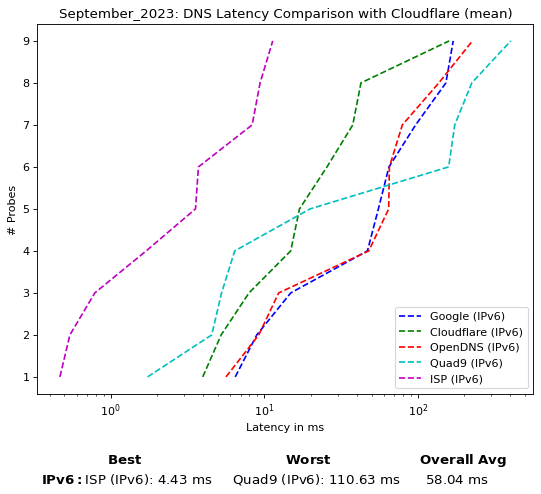 September_2023: DNS Latency Comparison with Cloudflare (mean)
9
8
7
6
5
4
3
2
1
# Probes
Google (IPv6)
Cloudflare (IPv6)
OpenDNS (IPv6)
Quad9 (IPv6)
ISP (IPv6)
10⁰ 10¹ 10²
Latency in ms
Best Worst Overall Avg
IPv6: ISP (IPv6): 4.43 ms Quad9 (IPv6): 110.63 ms 58.04 ms